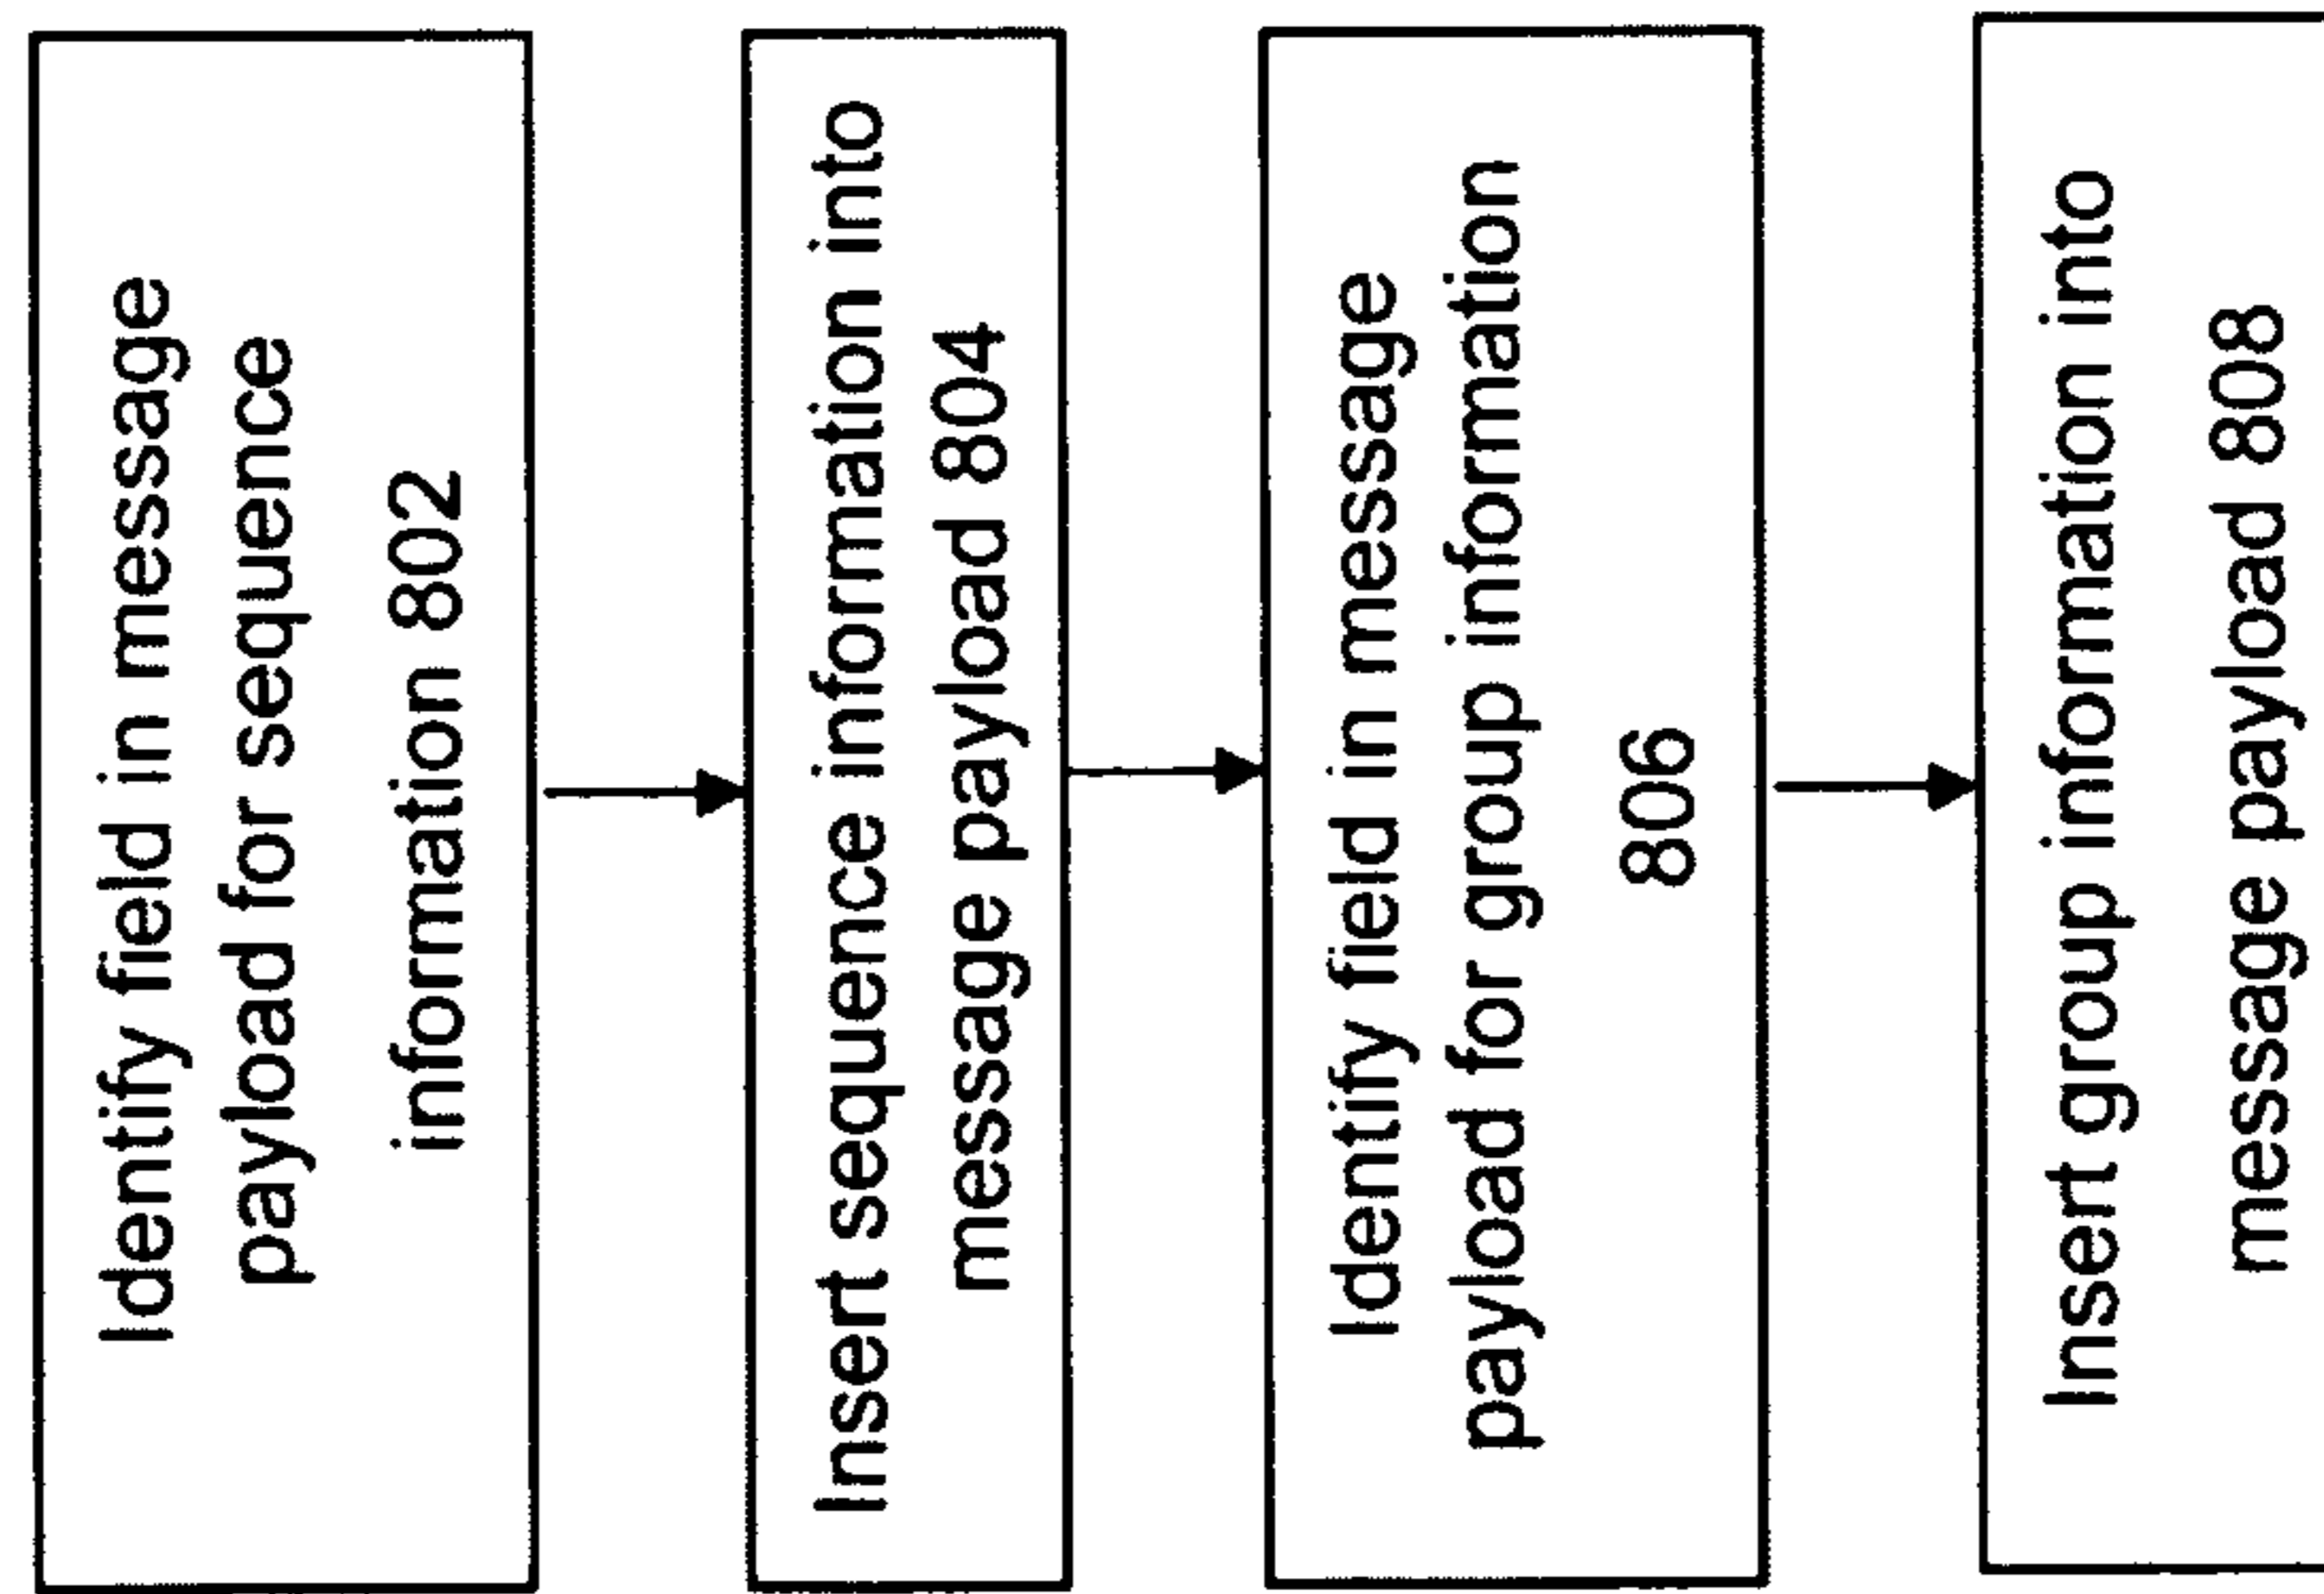 Identify field in message
payload for sequence
information 802
Insert sequence information into
message payload 804
Identify field in message
payload for group information
806
Insert group information into
message payload 808